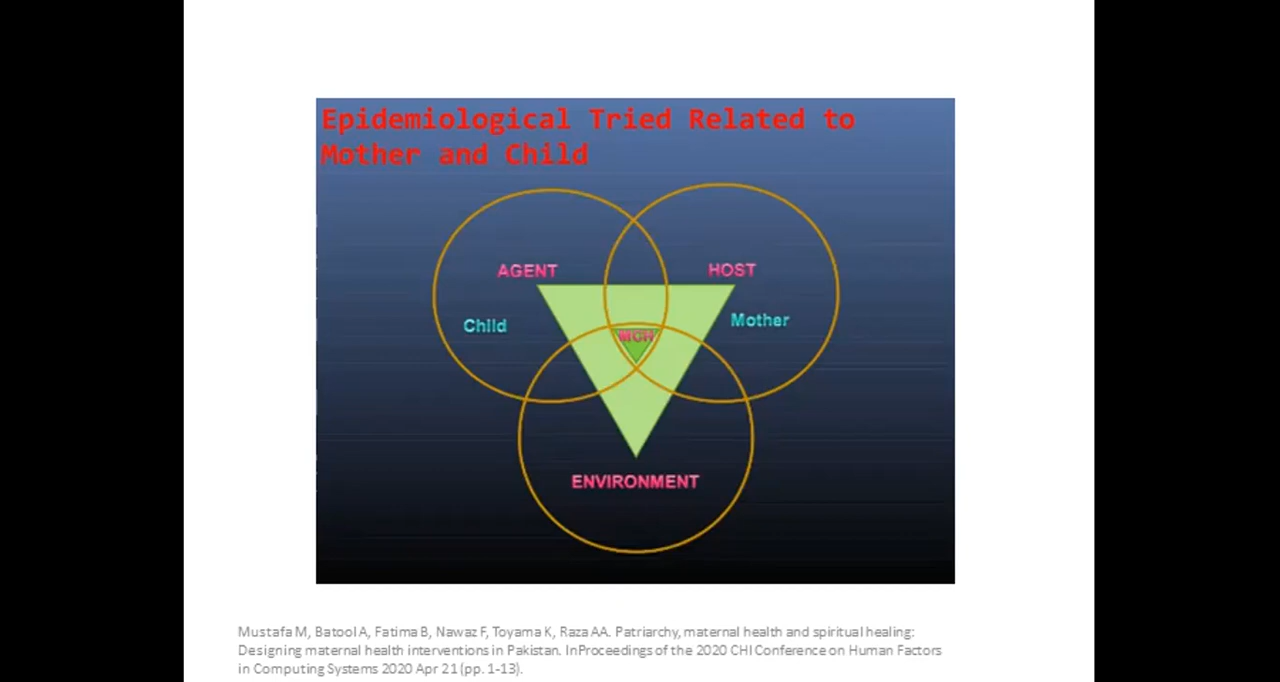 Epidemiological Tried Related to
Mother and Child
AGENT
HOST
Child
Mother
MCH
ENVIRONMENT
Mustafa M, Batool A, Fatima B, Nawaz F, Toyama K, Raza AA. Patriarchy, maternal health and spiritual healing:
Designing maternal health interventions in Pakistan. InProceedings of the 2020 CHI Conference on Human Factors
in Computing Systems 2020 Apr 21 (pp. 1-13).